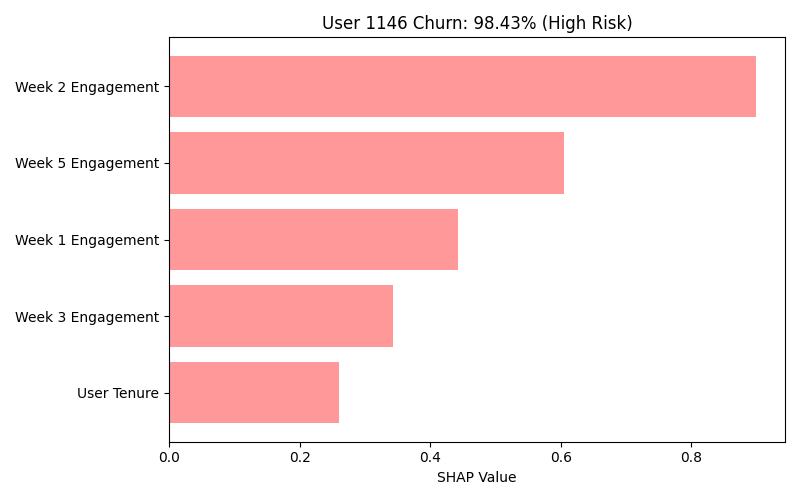 User 1146 Churn: 98.43% (High Risk)
Week 2 Engagement
Week 5 Engagement
Week 1 Engagement
Week 3 Engagement
User Tenure
0.0 0.2 0.4 0.6 0.8
SHAP Value